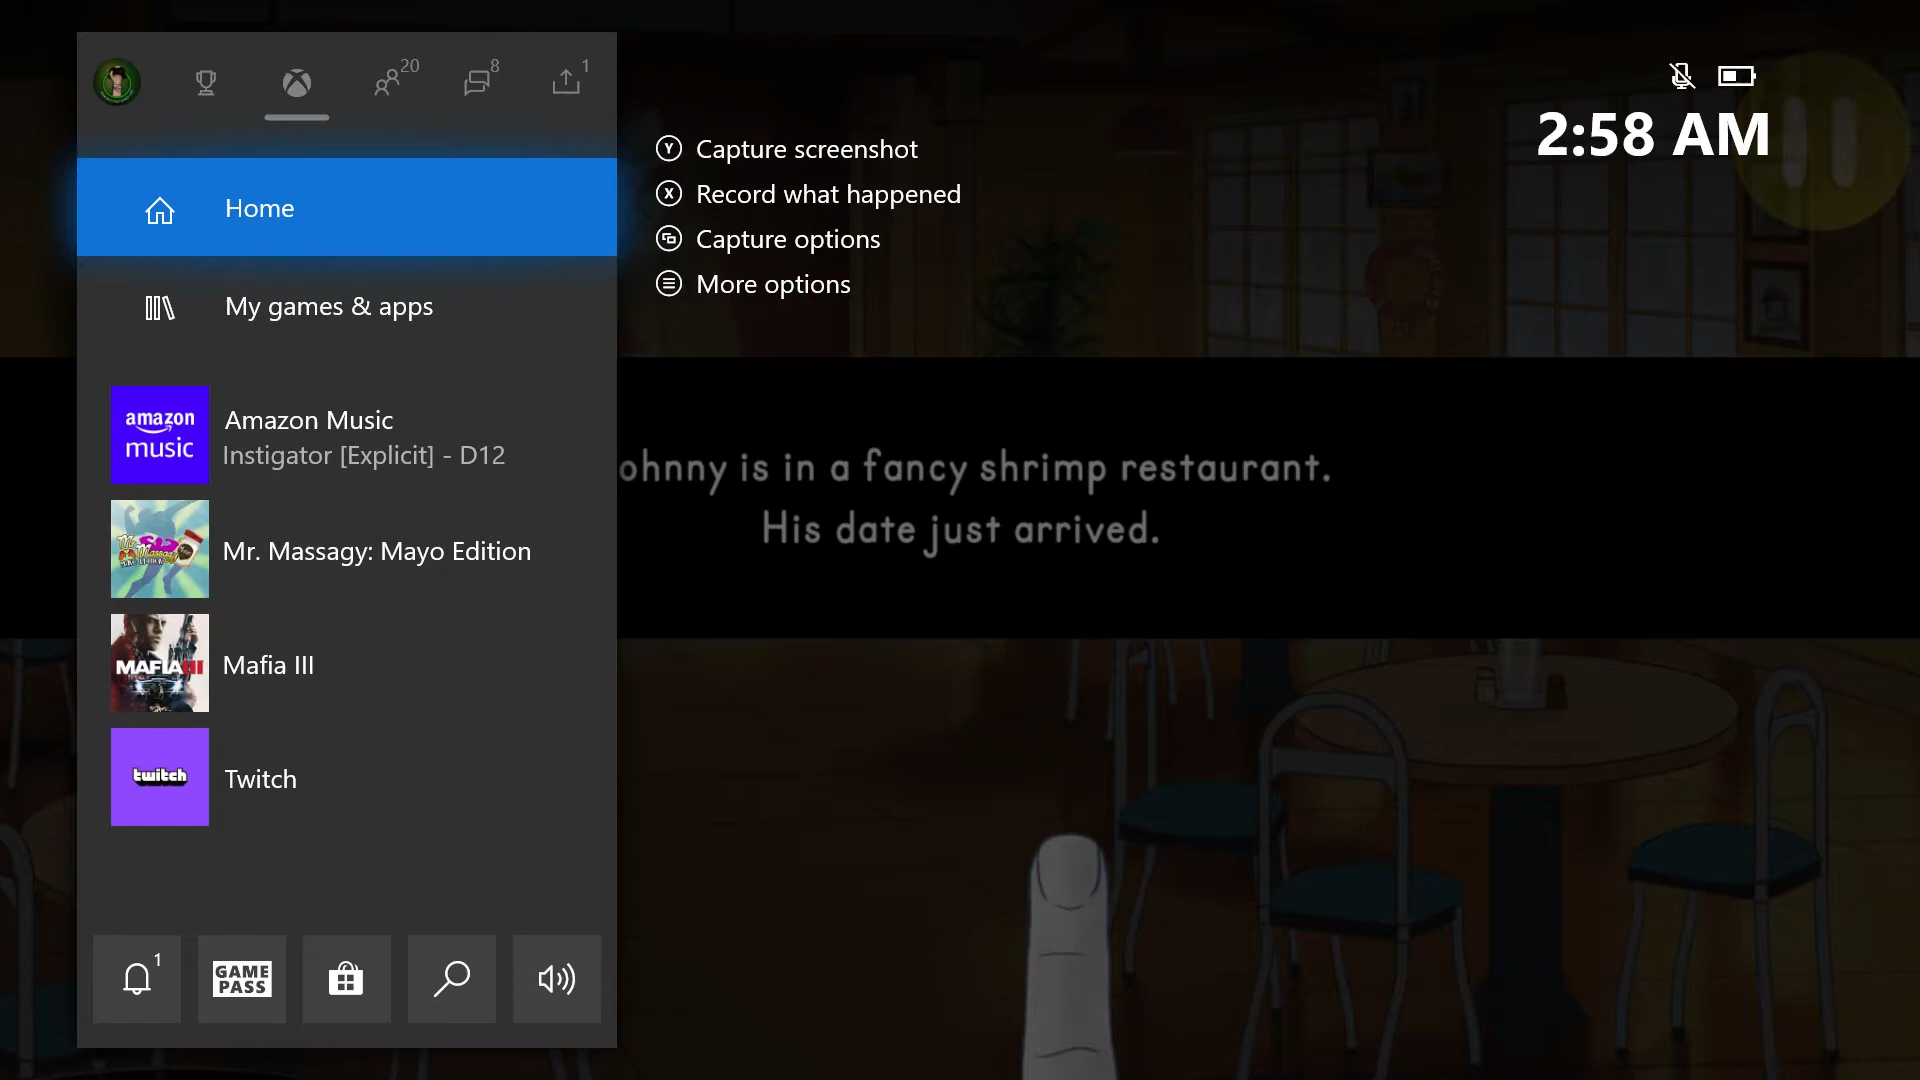 20
8
1
2:58 AM
Y Capture screenshot
X Record what happened
Capture options
More options
Home
My games & apps
amazon
music
Amazon Music
Instigator [Explicit] - D12
ohnny is in a fancy shrimp restaurant.
His date just arrived.
Mr. Massagy: Mayo Edition
MAFIA III
Mafia III
twitch
Twitch
1
GAME
PASS